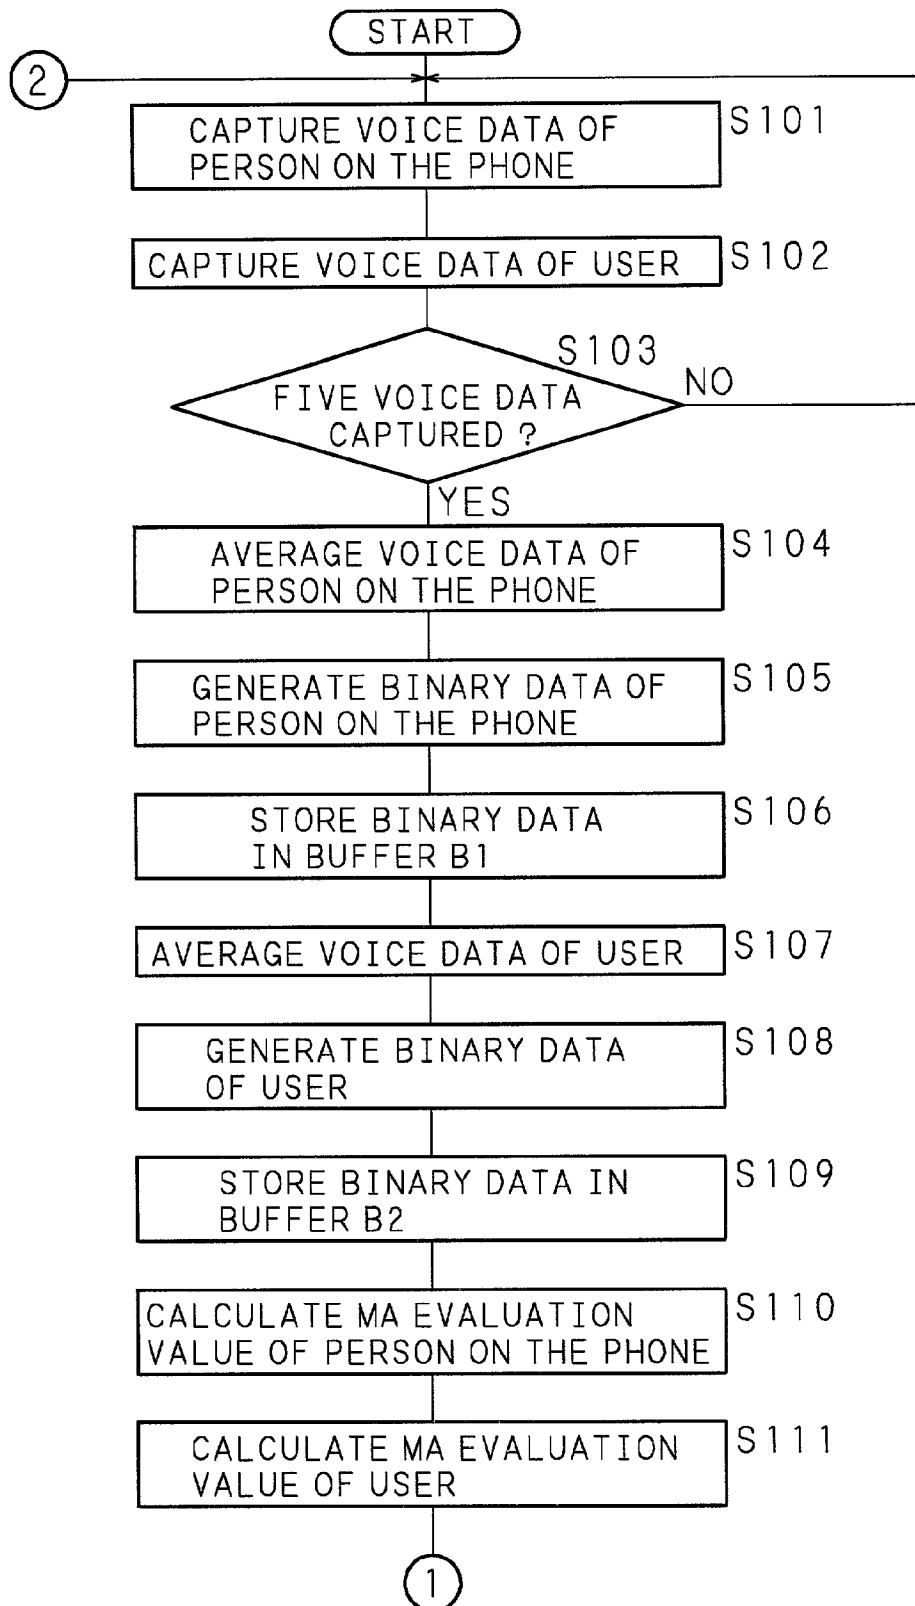 START
2
CAPTURE VOICE DATA OF
PERSON ON THE PHONE
S101
CAPTURE VOICE DATA OF USER
S102
S103
FIVE VOICE DATA
CAPTURED ?
NO
YES
AVERAGE VOICE DATA OF
PERSON ON THE PHONE
S104
GENERATE BINARY DATA OF
PERSON ON THE PHONE
S105
STORE BINARY DATA
IN BUFFER B1
S106
AVERAGE VOICE DATA OF USER
S107
GENERATE BINARY DATA
OF USER
S108
STORE BINARY DATA IN
BUFFER B2
S109
CALCULATE MA EVALUATION
VALUE OF PERSON ON THE PHONE
S110
CALCULATE MA EVALUATION
VALUE OF USER
S111
1